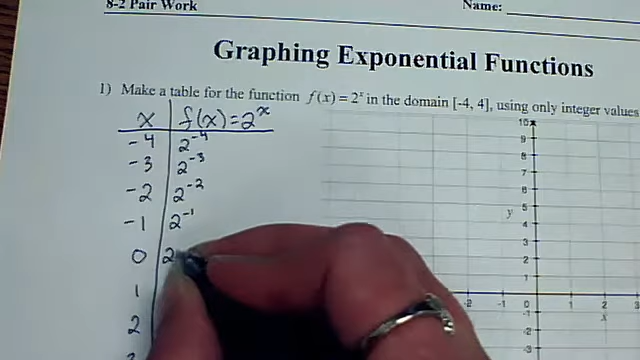 8-2 Pair Work
Name:
Graphing Exponential Functions
1) Make a table for the function f(x) = 2ˣ in the domain [-4, 4], using only integer values
x f(x)=2ˣ
-4 2⁻⁴
-3 2⁻³
-2 2⁻²
-1 2⁻¹
0 2
1
2
10
9
8
7
6
y 5
4
3
2
1
-2 -1 0 1 2 3
-1
x
-2
-3